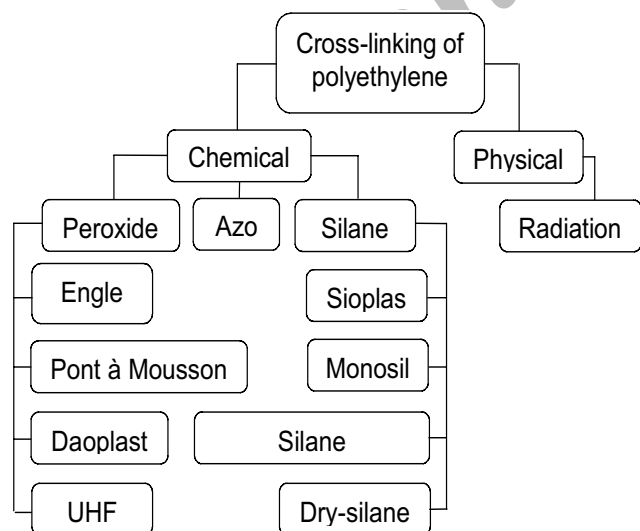 Cross-linking of
polyethylene
Chemical
Physical
Peroxide
Azo
Silane
Radiation
Engle
Sioplas
Pont à Mousson
Monosil
Daoplast
Silane
UHF
Dry-silane